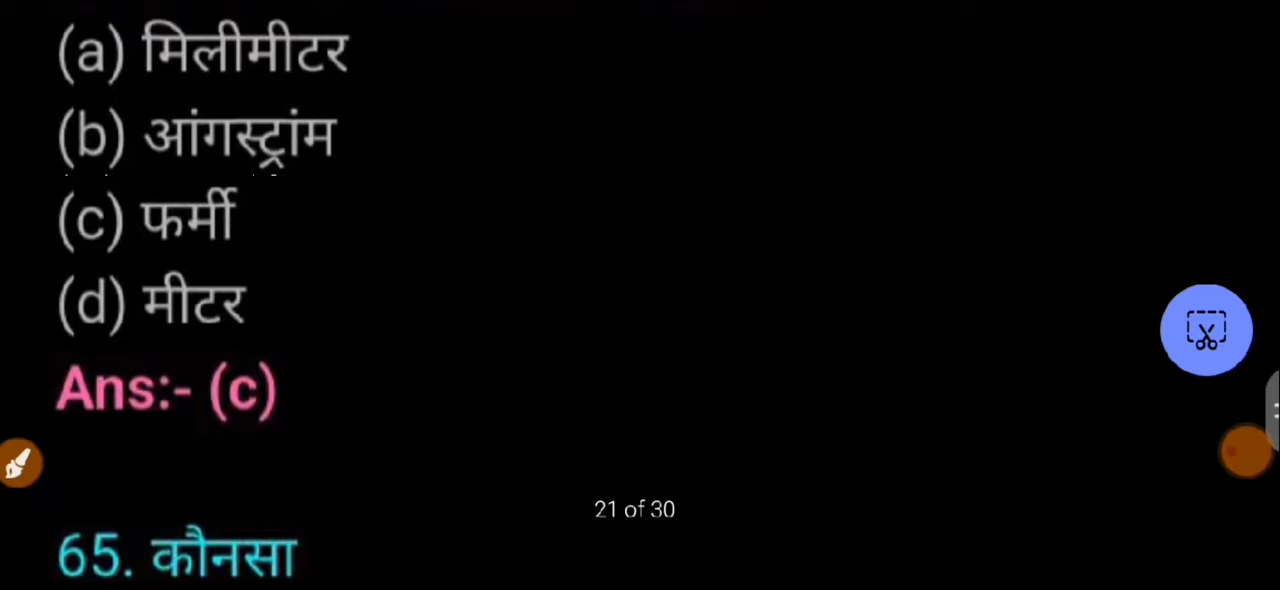 (a) मिलीमीटर
(b) आंगस्ट्रांम
(c) फर्मी
(d) मीटर
Ans:- (c)
21 of 30
65. कौनसा